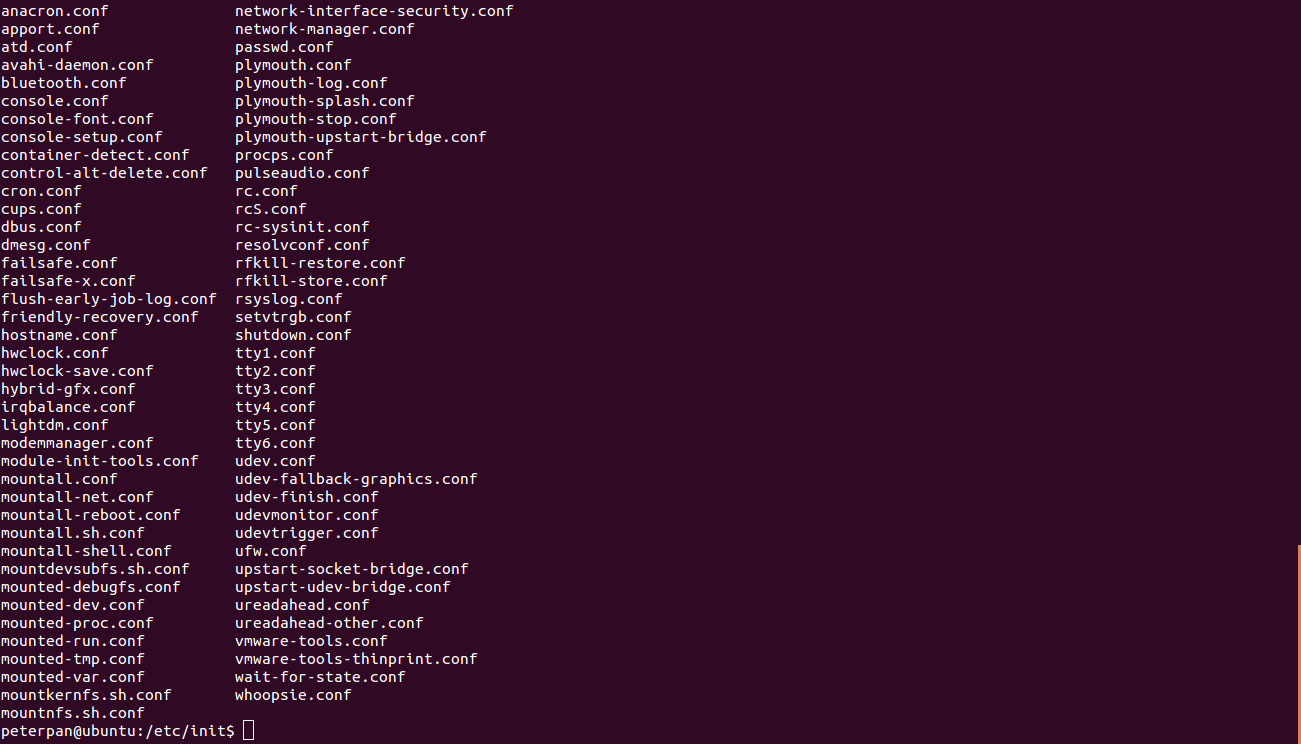 anacron.conf network-interface-security.conf
apport.conf network-manager.conf
atd.conf passwd.conf
avahi-daemon.conf plymouth.conf
bluetooth.conf plymouth-log.conf
console.conf plymouth-splash.conf
console-font.conf plymouth-stop.conf
console-setup.conf plymouth-upstart-bridge.conf
container-detect.conf procps.conf
control-alt-delete.conf pulseaudio.conf
cron.conf rc.conf
cups.conf rcS.conf
dbus.conf rc-sysinit.conf
dmesg.conf resolvconf.conf
failsafe.conf rfkill-restore.conf
failsafe-x.conf rfkill-store.conf
flush-early-job-log.conf rsyslog.conf
friendly-recovery.conf setvtrgb.conf
hostname.conf shutdown.conf
hwclock.conf tty1.conf
hwclock-save.conf tty2.conf
hybrid-gfx.conf tty3.conf
irqbalance.conf tty4.conf
lightdm.conf tty5.conf
modemmanager.conf tty6.conf
module-init-tools.conf udev.conf
mountall.conf udev-fallback-graphics.conf
mountall-net.conf udev-finish.conf
mountall-reboot.conf udevmonitor.conf
mountall.sh.conf udevtrigger.conf
mountall-shell.conf ufw.conf
mountdevsubfs.sh.conf upstart-socket-bridge.conf
mounted-debugfs.conf upstart-udev-bridge.conf
mounted-dev.conf ureadahead.conf
mounted-proc.conf ureadahead-other.conf
mounted-run.conf vmware-tools.conf
mounted-tmp.conf vmware-tools-thinprint.conf
mounted-var.conf wait-for-state.conf
mountkernfs.sh.conf whoopsie.conf
mountnfs.sh.conf
peterpan@ubuntu:/etc/init$